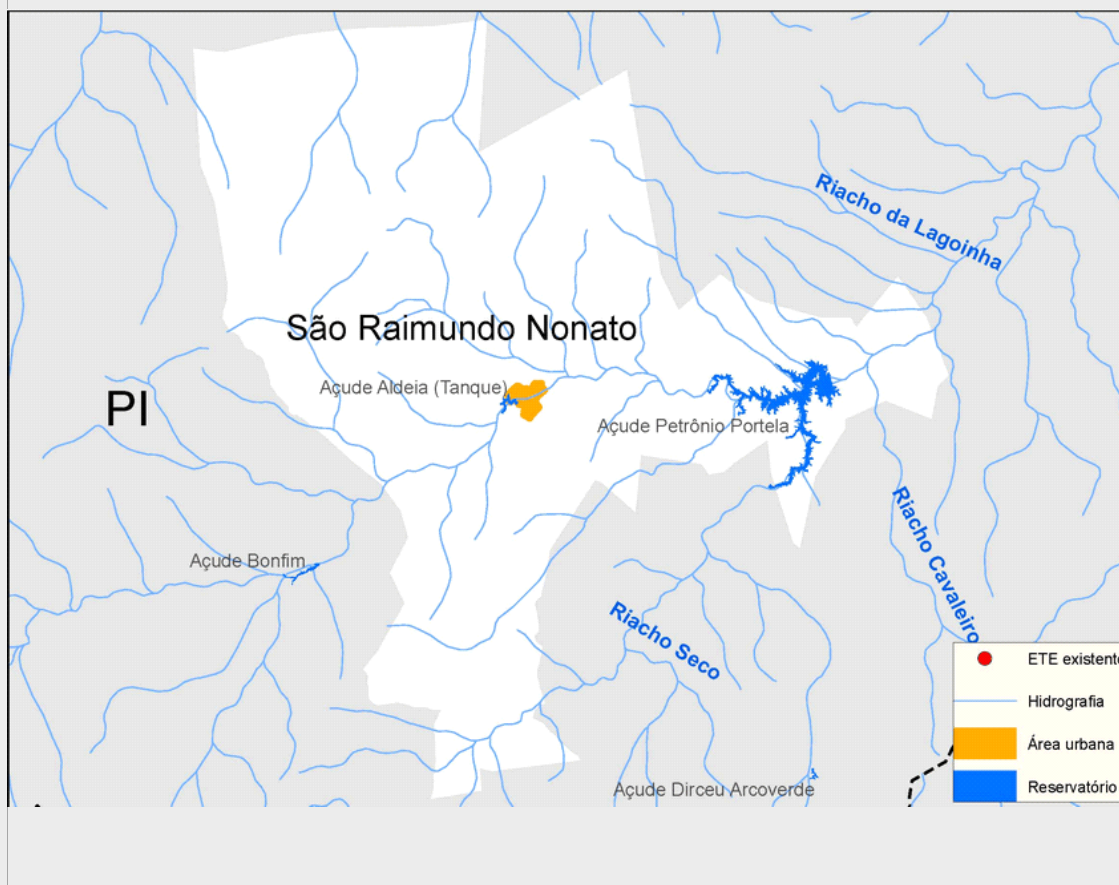 Riacho da Lagoinha
São Raimundo Nonato
Açude Aldeia (Tanque)
PI
Açude Petrônio Portela
Riacho Cavaleiro
Açude Bonfim
Riacho Seco
ETE existente
Hidrografia
Área urbana
Reservatório
Açude Dirceu Arcoverde